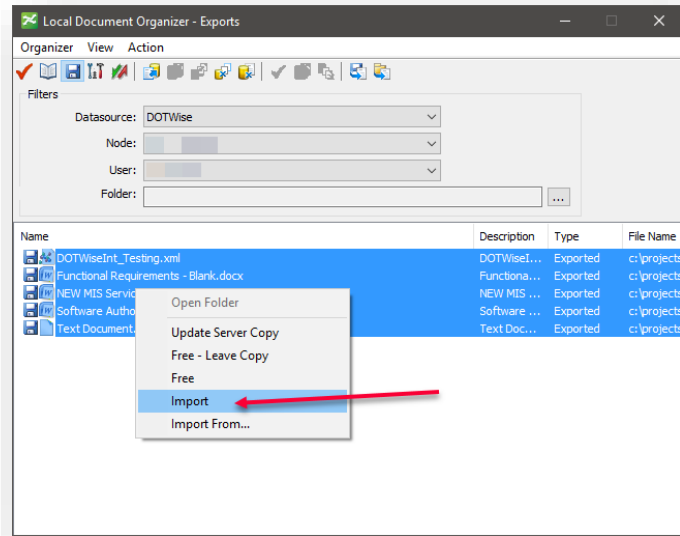 Local Document Organizer - Exports
Organizer View Action
Filters
Datasource: DOTWise
Node:
User:
Folder:
...
Name Description Type File Name
DOTWiseInt_Testing.xml DOTWiseI... Exported c:\projects
Functional Requirements - Blank.docx Functiona... Exported c:\projects
NEW MIS Servic NEW MIS ... Exported c:\projects
Software Autho Software ... Exported c:\projects
Text Document. Text Doc... Exported c:\projects
Open Folder
Update Server Copy
Free - Leave Copy
Free
Import
Import From...